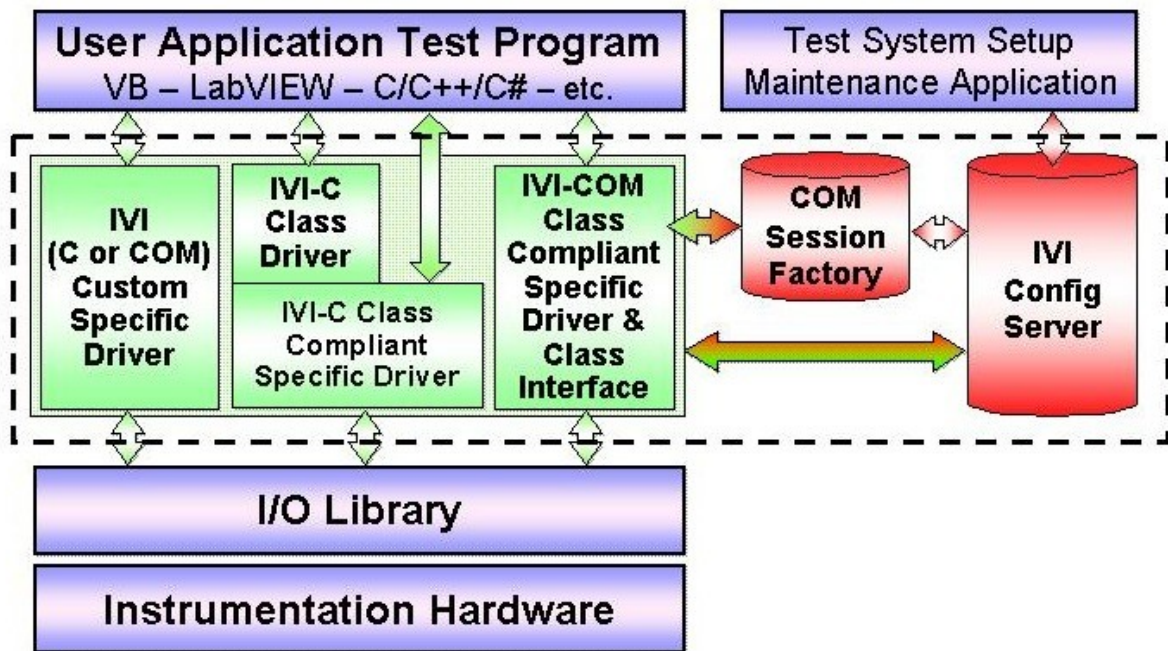 User Application Test Program
VB – LabVIEW – C/C++/C# – etc.
Test System Setup
Maintenance Application
IVI
(C or COM)
Custom
Specific
Driver
IVI-C
Class
Driver
IVI-C Class
Compliant
Specific Driver
IVI-COM
Class
Compliant
Specific
Driver &
Class
Interface
COM
Session
Factory
IVI
Config
Server
I/O Library
Instrumentation Hardware